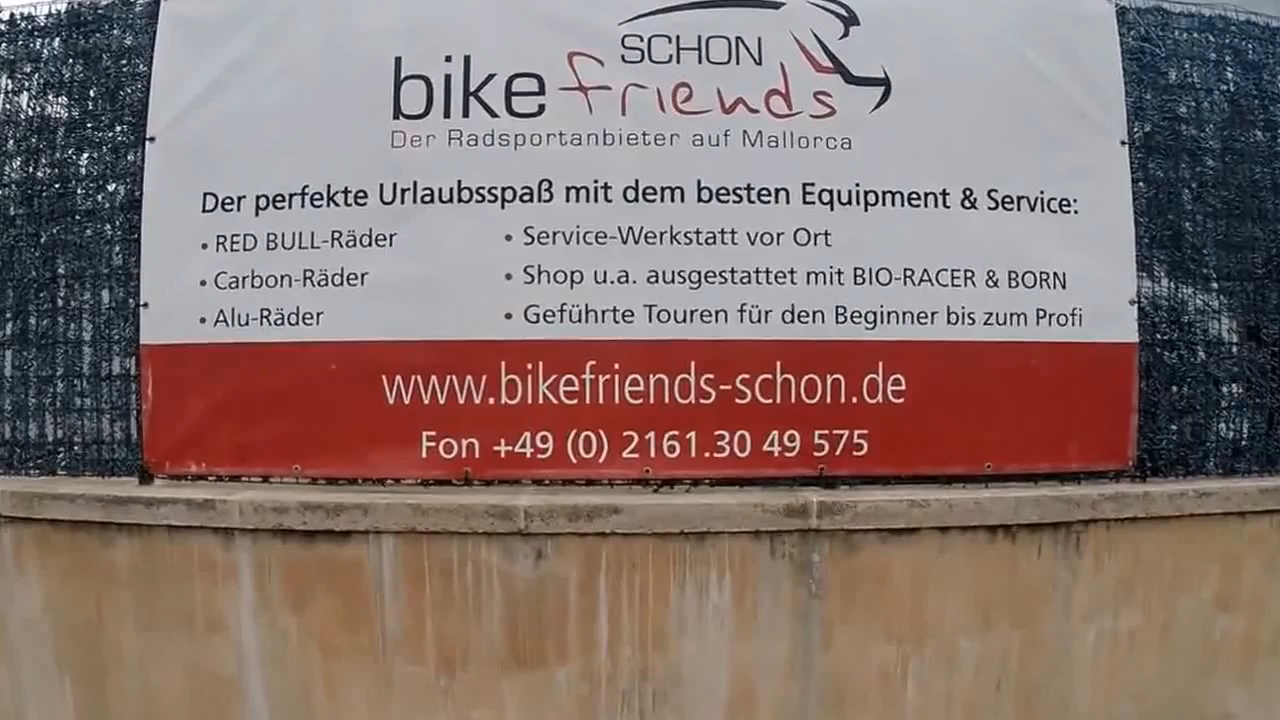 SCHON
bike friends
Der Radsportanbieter auf Mallorca
Der perfekte Urlaubsspaß mit dem besten Equipment & Service:
• RED BULL-Räder
• Carbon-Räder
• Alu-Räder
• Service-Werkstatt vor Ort
• Shop u.a. ausgestattet mit BIO-RACER & BORN
• Geführte Touren für den Beginner bis zum Profi
www.bikefriends-schon.de
Fon +49 (0) 2161.30 49 575